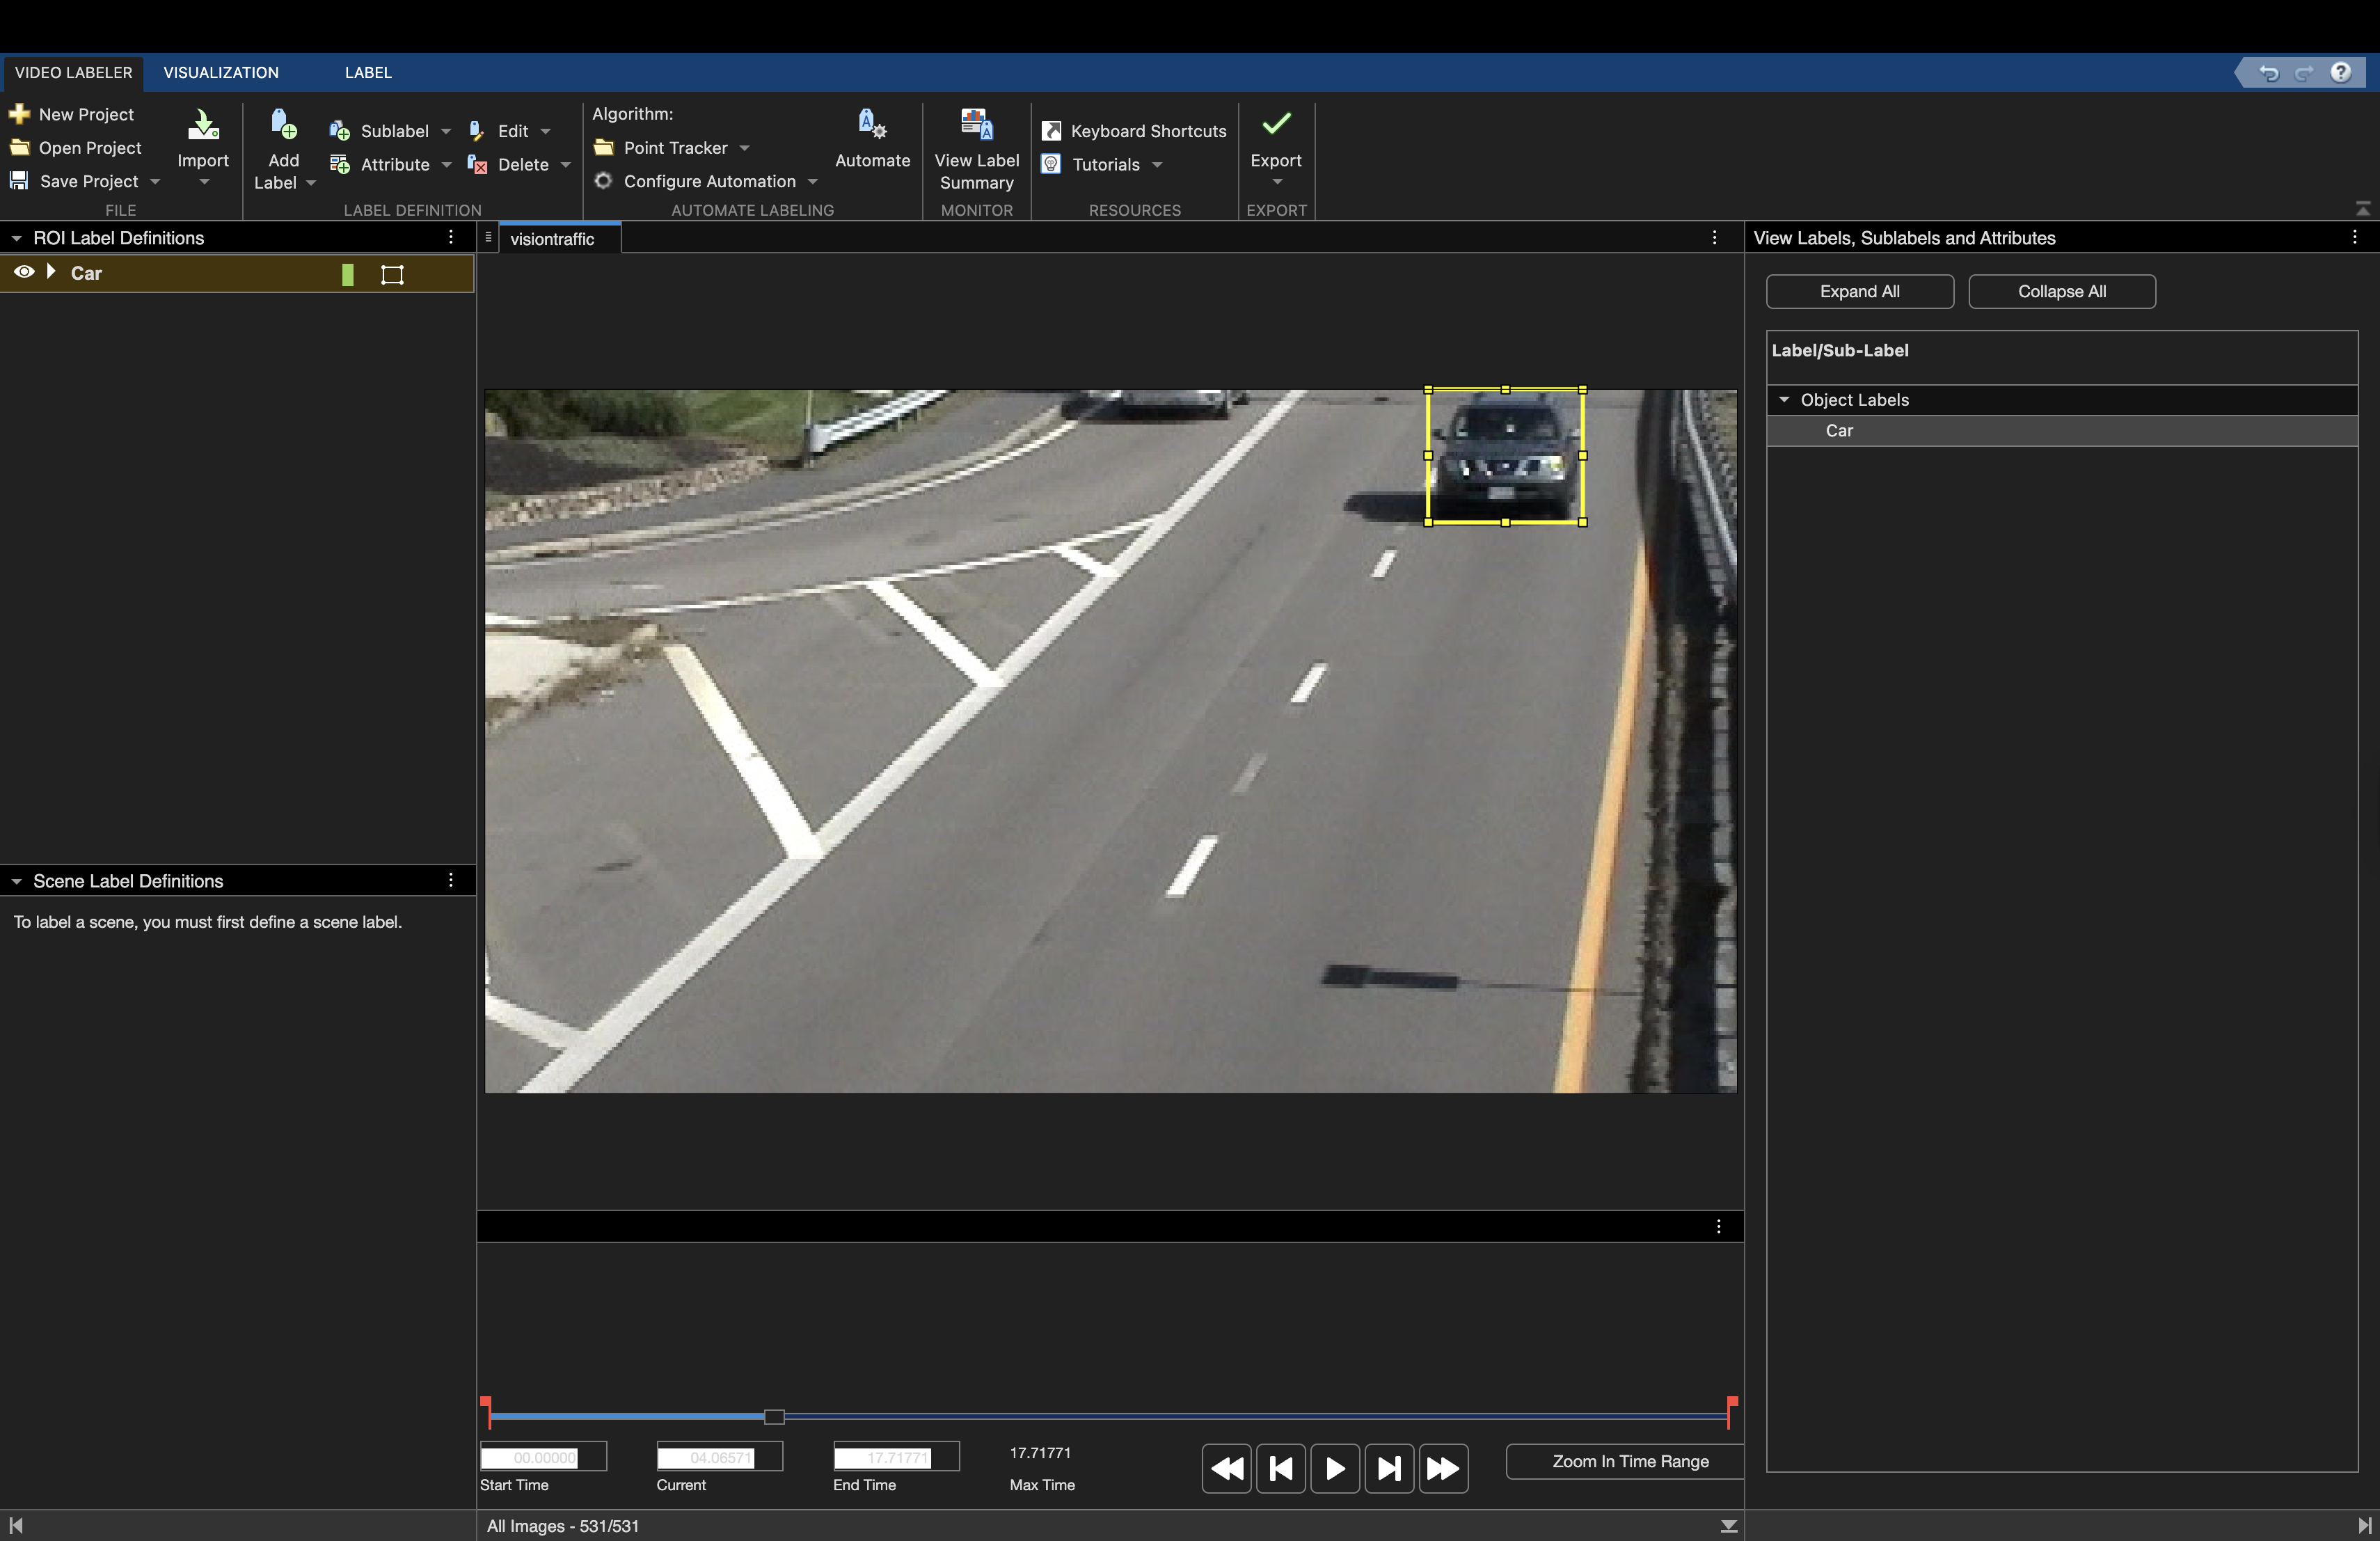 VIDEO LABELER
VISUALIZATION
LABEL
New Project
Open Project
Save Project
Import
FILE
Add
Label
Sublabel
Attribute
Edit
Delete
LABEL DEFINITION
Algorithm:
Point Tracker
Configure Automation
Automate
AUTOMATE LABELING
View Label
Summary
MONITOR
Keyboard Shortcuts
Tutorials
RESOURCES
Export
EXPORT
ROI Label Definitions
Car
Scene Label Definitions
To label a scene, you must first define a scene label.
visiontraffic
00.00000
Start Time
04.06571
Current
17.71771
End Time
17.71771
Max Time
Zoom In Time Range
All Images - 531/531
View Labels, Sublabels and Attributes
Expand All
Collapse All
Label/Sub-Label
Object Labels
Car